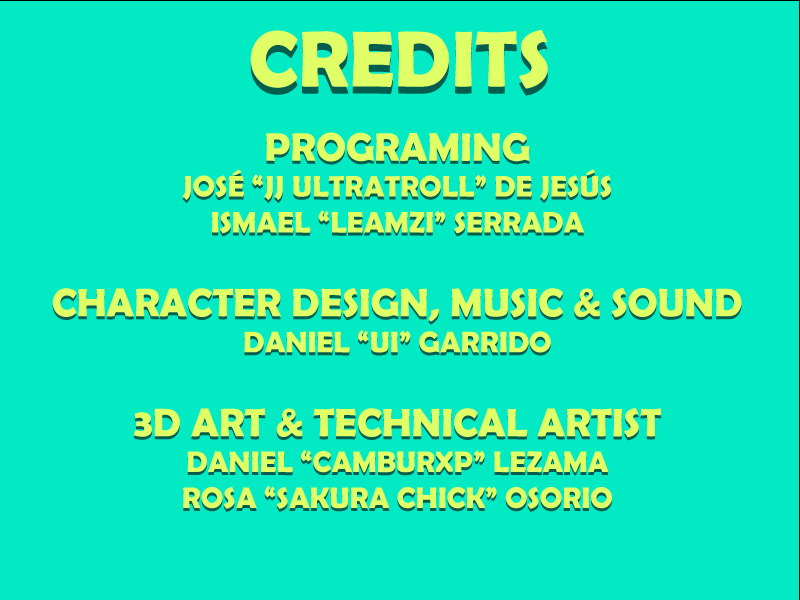 CREDITS
PROGRAMING
JOSÉ “JJ ULTRATROLL” DE JESÚS
ISMAEL “LEAMZI” SERRADA
CHARACTER DESIGN, MUSIC & SOUND
DANIEL “UI” GARRIDO
3D ART & TECHNICAL ARTIST
DANIEL “CAMBURXP” LEZAMA
ROSA “SAKURA CHICK” OSORIO